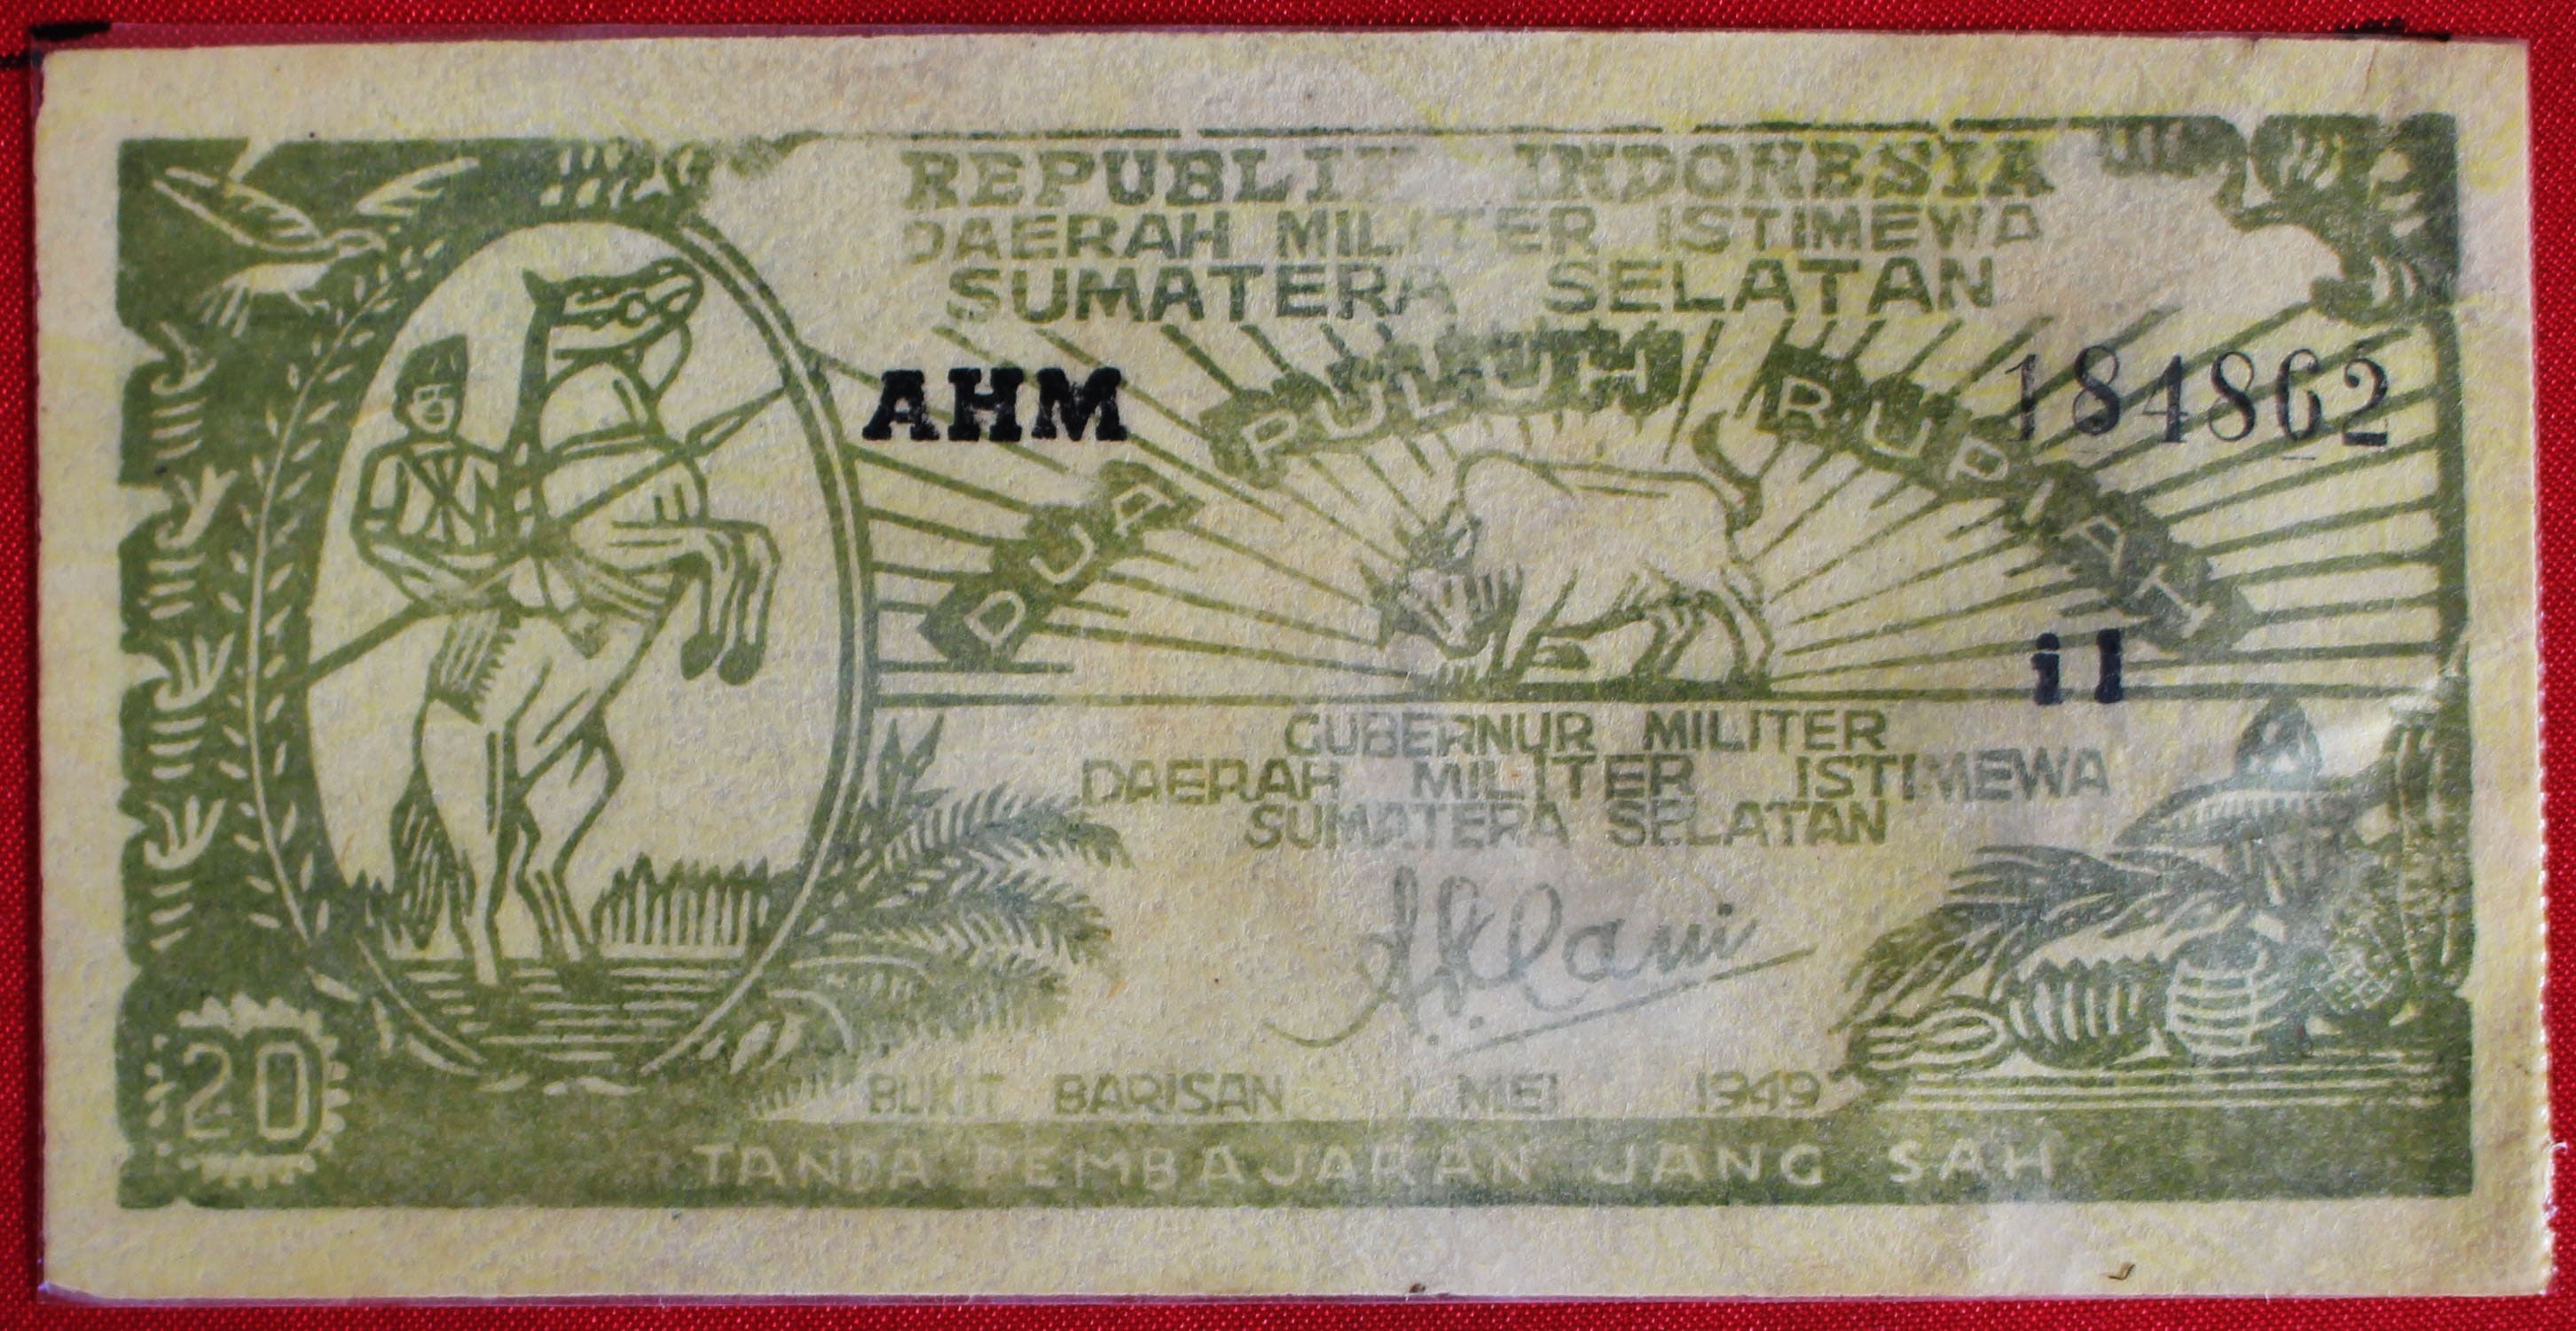 REPUBLIK INDONESIA
DAERAH MILITER ISTIMEWA
SUMATERA SELATAN
AHM
DUA PULUH RUPIAH
184862
GUBERNUR MILITER
DAERAH MILITER ISTIMEWA
SUMATERA SELATAN
BUKIT BARISAN 1 MEI 1949
20
TANDA PEMBAJARAN JANG SAH